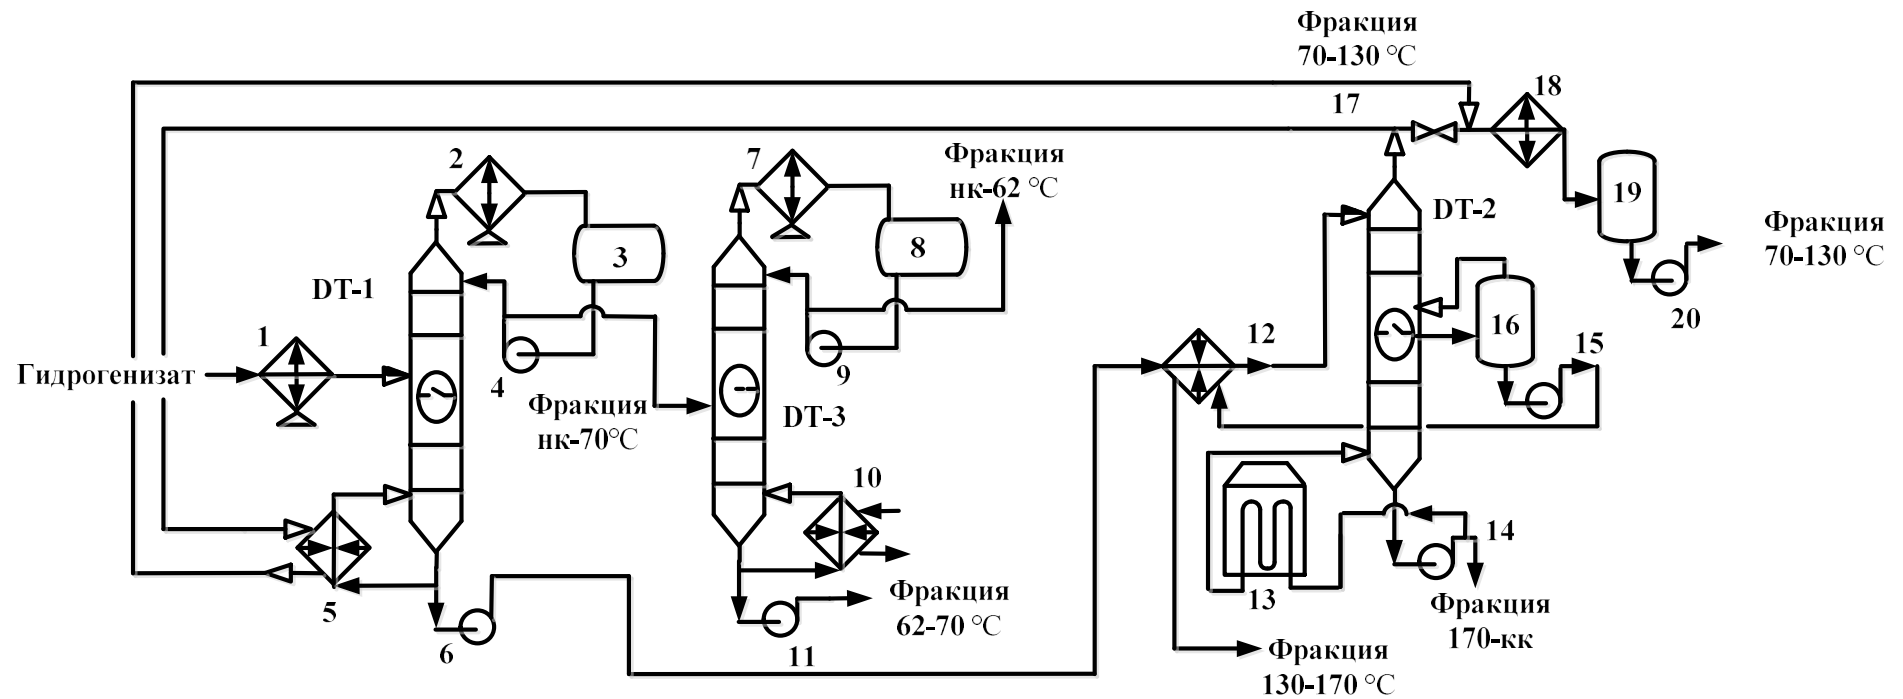 Фракция
70-130 °C
17
18
2
7
Фракция
нк-62 °C
DT-2
19
Фракция
70-130 °C
DT-1
3
8
1
12
16
15
20
Гидрогенизат
4
9
Фракция
нк-70°C
DT-3
10
14
5
13
Фракция
62-70 °C
Фракция
170-кк
6
11
Фракция
130-170 °C